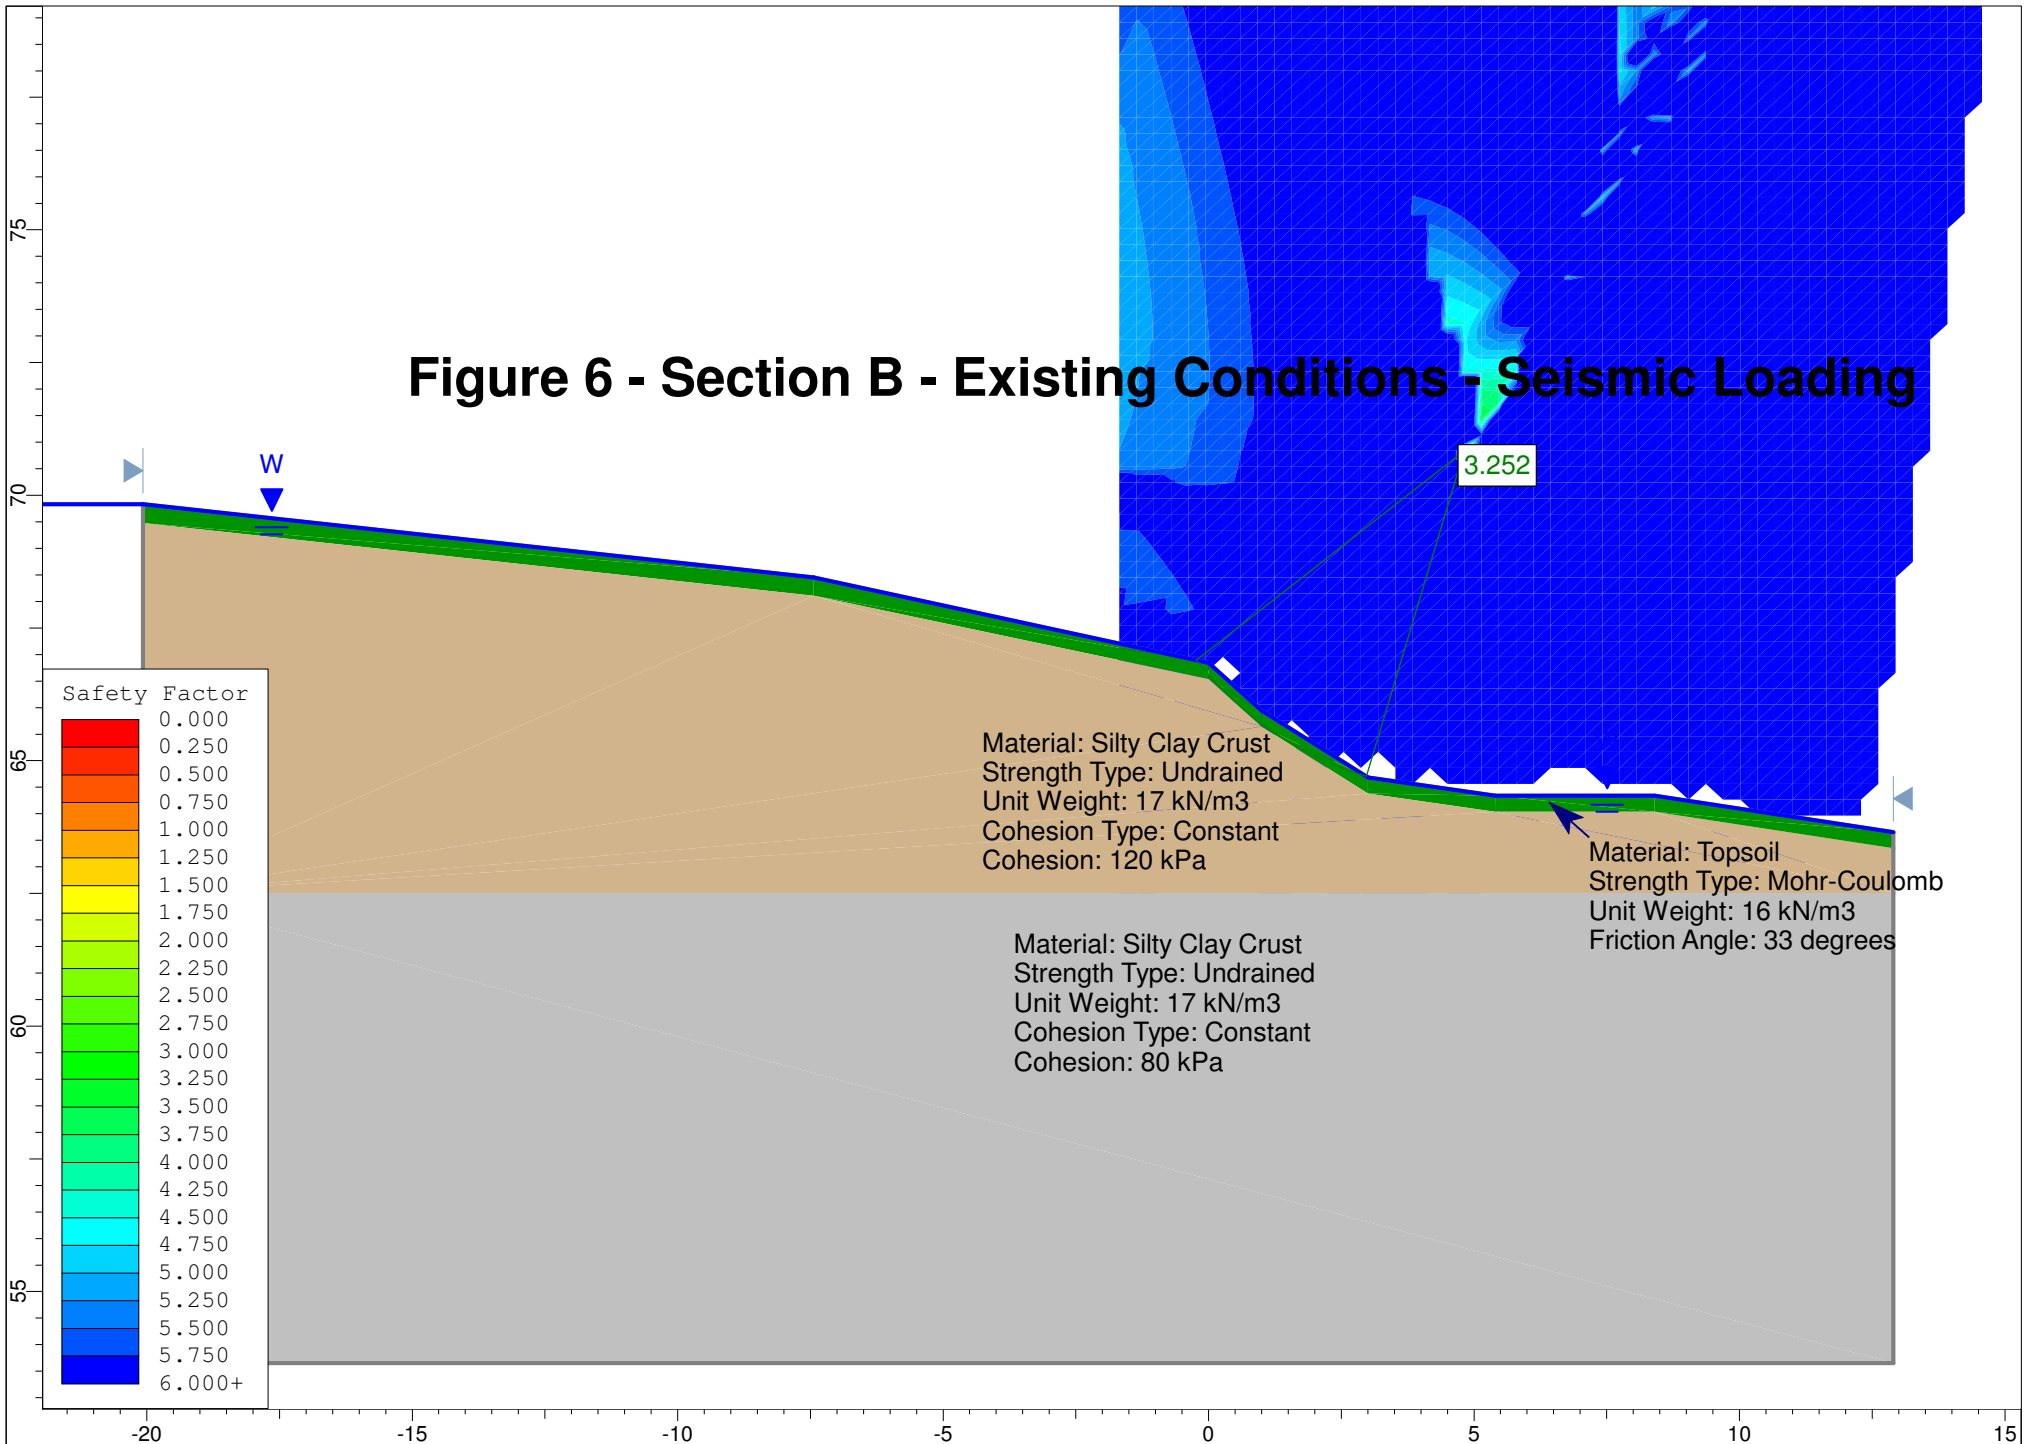 75
Figure 6 - Section B - Existing Conditions - Seismic Loading
W
3.252
70
Safety Factor
0.000
0.250
0.500
0.750
1.000
1.250
1.500
1.750
2.000
2.250
2.500
2.750
3.000
3.250
3.500
3.750
4.000
4.250
4.500
4.750
5.000
5.250
5.500
5.750
6.000+
65
Material: Silty Clay Crust
Strength Type: Undrained
Unit Weight: 17 kN/m3
Cohesion Type: Constant
Cohesion: 120 kPa
Material: Topsoil
Strength Type: Mohr-Coulomb
Unit Weight: 16 kN/m3
Friction Angle: 33 degrees
Material: Silty Clay Crust
Strength Type: Undrained
Unit Weight: 17 kN/m3
Cohesion Type: Constant
Cohesion: 80 kPa
60
55
-20
-15
-10
-5
0
5
10
15